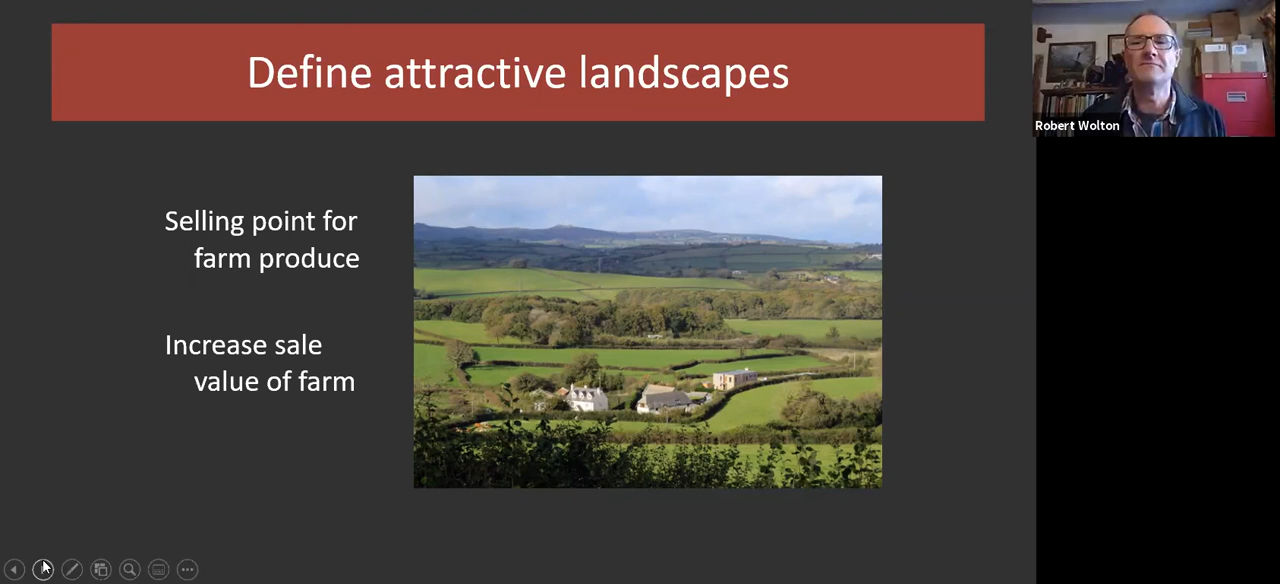 Define attractive landscapes
Selling point for
farm produce
Increase sale
value of farm
Robert Wolton